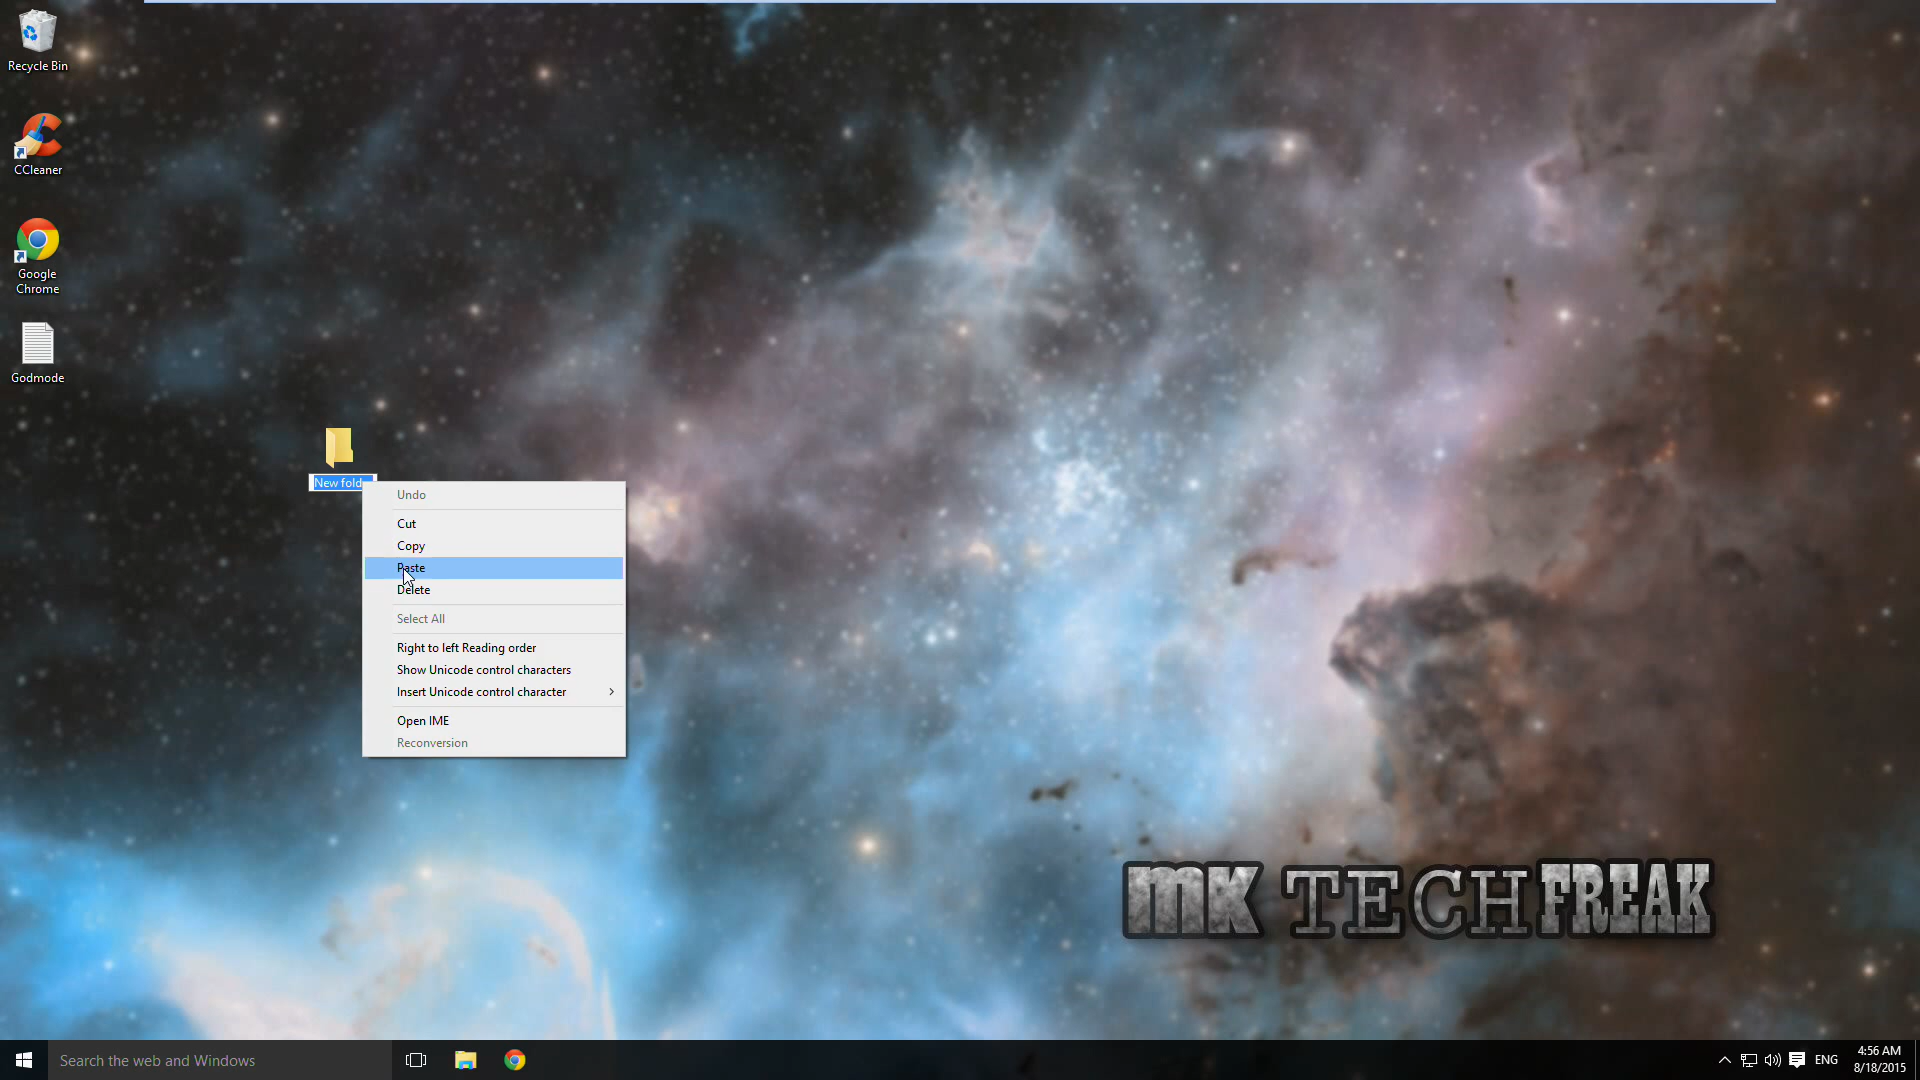 Recycle Bin
CCleaner
Google
Chrome
Godmode
New fold
Undo
Cut
Copy
Paste
Delete
Select All
Right to left Reading order
Show Unicode control characters
Insert Unicode control character
Open IME
Reconversion
MK TECH FREAK
Search the web and Windows
ENG
4:56 AM
8/18/2015